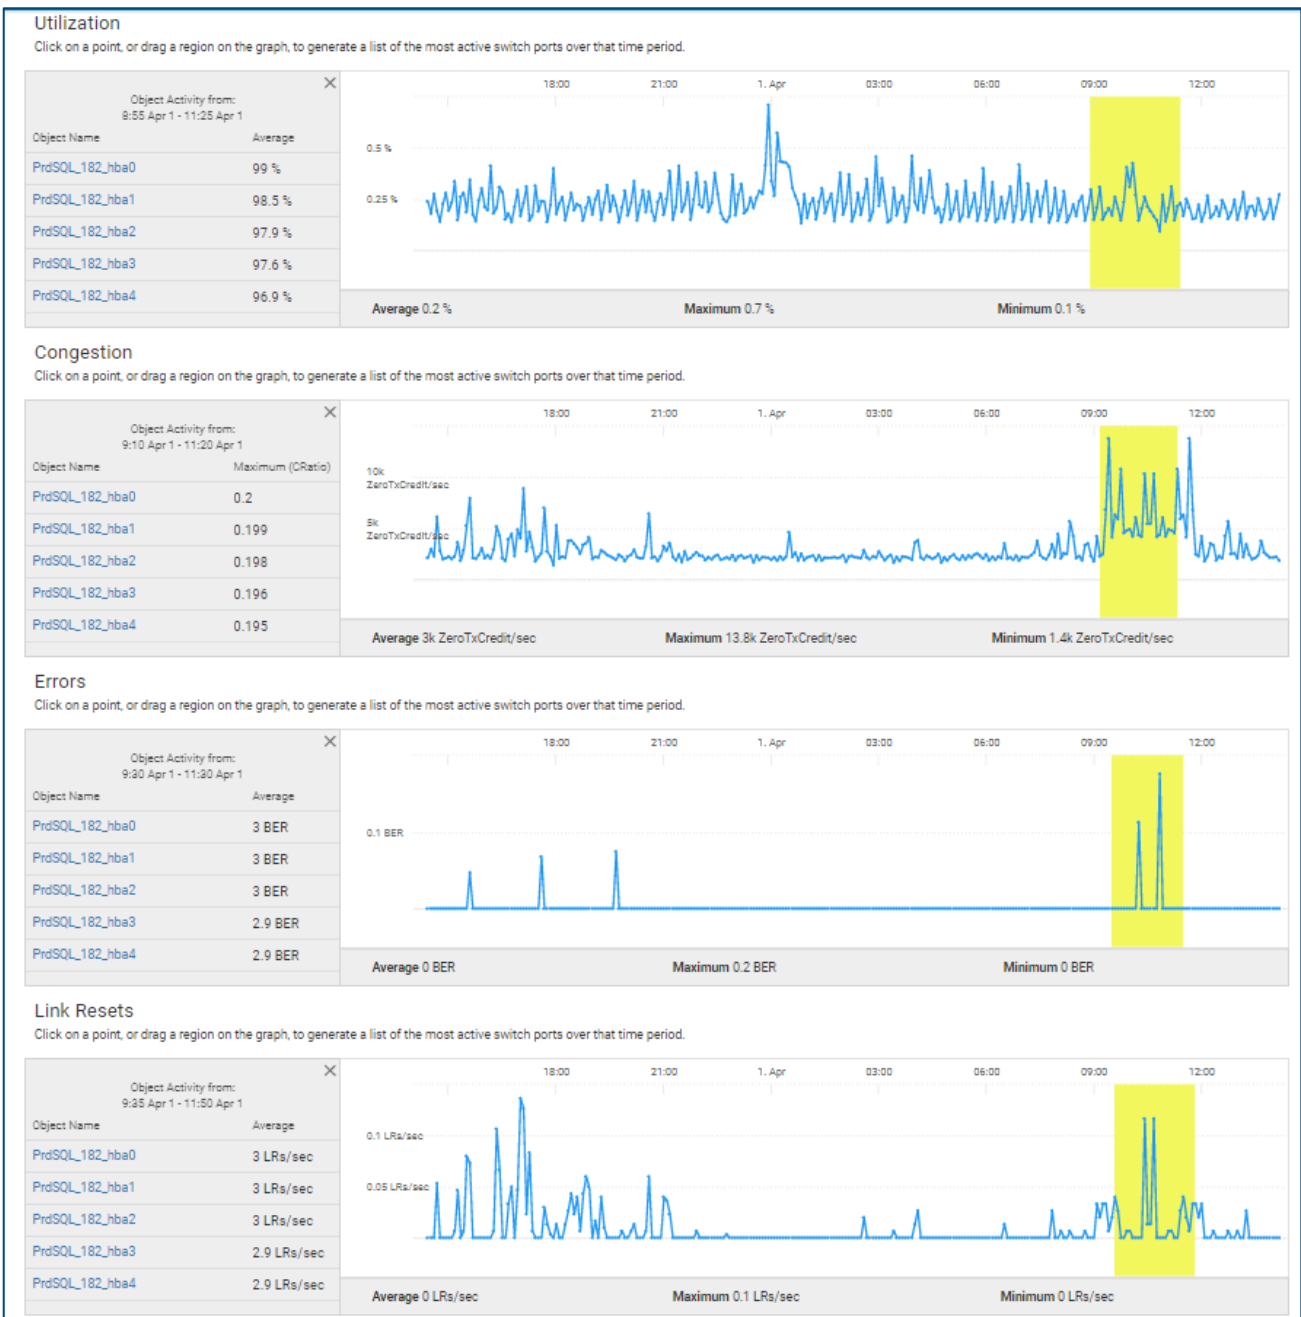 Utilization
Click on a point, or drag a region on the graph, to generate a list of the most active switch ports over that time period.
Object Activity from:
8:55 Apr 1 - 11:25 Apr 1
Object Name Average
PrdSQL_182_hba0 99 %
PrdSQL_182_hba1 98.5 %
PrdSQL_182_hba2 97.9 %
PrdSQL_182_hba3 97.6 %
PrdSQL_182_hba4 96.9 %
18:00 21:00 1. Apr 03:00 06:00 09:00 12:00
0.5 %
0.25 %
Average 0.2 % Maximum 0.7 % Minimum 0.1 %
Congestion
Click on a point, or drag a region on the graph, to generate a list of the most active switch ports over that time period.
Object Activity from:
9:10 Apr 1 - 11:20 Apr 1
Object Name Maximum (CRatio)
PrdSQL_182_hba0 0.2
PrdSQL_182_hba1 0.199
PrdSQL_182_hba2 0.198
PrdSQL_182_hba3 0.196
PrdSQL_182_hba4 0.195
18:00 21:00 1. Apr 03:00 06:00 09:00 12:00
10k
ZeroTxCredit/sec
5k
ZeroTxCredit/sec
Average 3k ZeroTxCredit/sec Maximum 13.8k ZeroTxCredit/sec Minimum 1.4k ZeroTxCredit/sec
Errors
Click on a point, or drag a region on the graph, to generate a list of the most active switch ports over that time period.
Object Activity from:
9:30 Apr 1 - 11:30 Apr 1
Object Name Average
PrdSQL_182_hba0 3 BER
PrdSQL_182_hba1 3 BER
PrdSQL_182_hba2 3 BER
PrdSQL_182_hba3 2.9 BER
PrdSQL_182_hba4 2.9 BER
18:00 21:00 1. Apr 03:00 06:00 09:00 12:00
0.1 BER
Average 0 BER Maximum 0.2 BER Minimum 0 BER
Link Resets
Click on a point, or drag a region on the graph, to generate a list of the most active switch ports over that time period.
Object Activity from:
9:35 Apr 1 - 11:50 Apr 1
Object Name Average
PrdSQL_182_hba0 3 LRs/sec
PrdSQL_182_hba1 3 LRs/sec
PrdSQL_182_hba2 3 LRs/sec
PrdSQL_182_hba3 2.9 LRs/sec
PrdSQL_182_hba4 2.9 LRs/sec
18:00 21:00 1. Apr 03:00 06:00 09:00 12:00
0.1 LRs/sec
0.05 LRs/sec
Average 0 LRs/sec Maximum 0.1 LRs/sec Minimum 0 LRs/sec